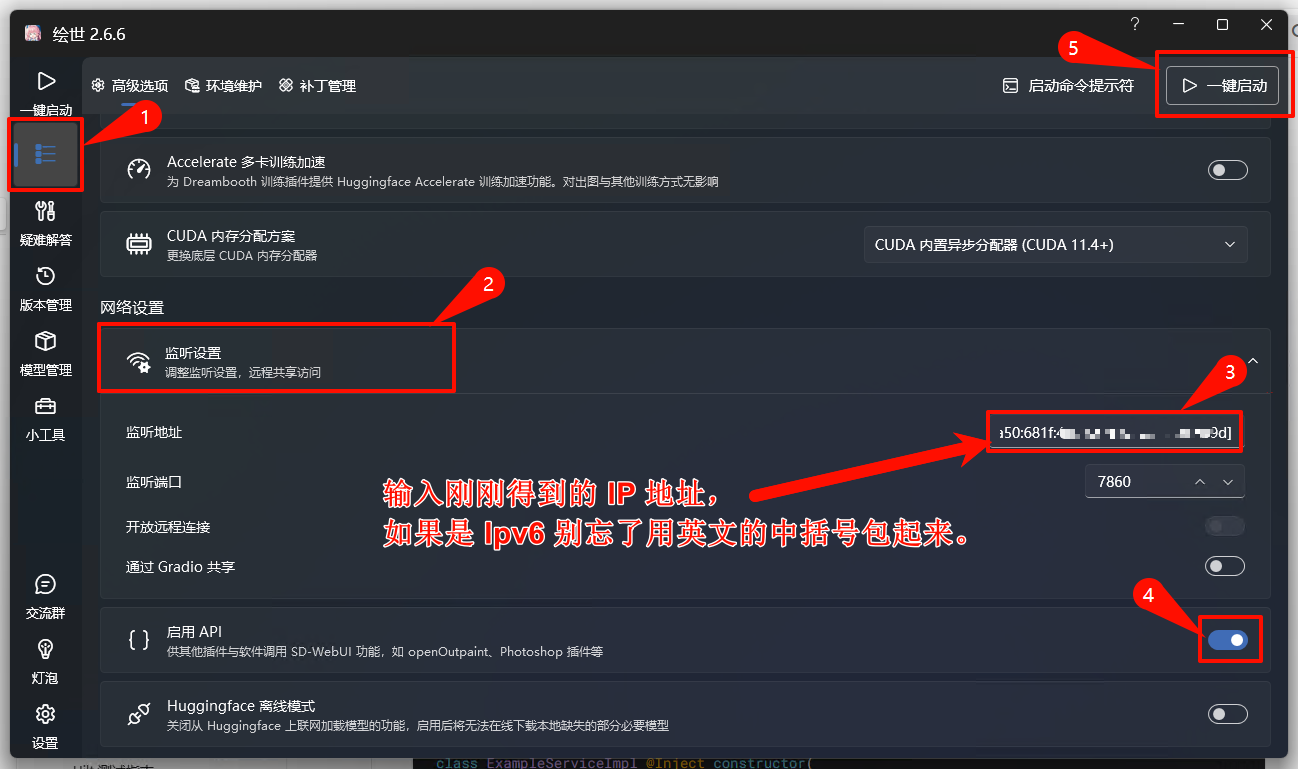 绘世 2.6.6
?
5
一键启动
高级选项
环境维护
补丁管理
启动命令提示符
一键启动
1
Accelerate 多卡训练加速
为 Dreambooth 训练插件提供 Huggingface Accelerate 训练加速功能。对出图与其他训练方式无影响
疑难解答
CUDA 内存分配方案
更换底层 CUDA 内存分配器
CUDA 内置异步分配器 (CUDA 11.4+)
版本管理
2
网络设置
监听设置
调整监听设置，远程共享访问
模型管理
3
小工具
监听地址
a50:681f:
9d]
监听端口
7860
输入刚刚得到的 IP 地址，
如果是 Ipv6 别忘了用英文的中括号包起来。
开放远程连接
通过 Gradio 共享
4
交流群
启用 API
供其他插件与软件调用 SD-WebUI 功能，如 openOutpaint、Photoshop 插件等
灯泡
Huggingface 离线模式
关闭从 Huggingface 上联网加载模型的功能，启用后将无法在线下载本地缺失的部分必要模型
设置
class ExampleServiceImpl @Inject constructor(